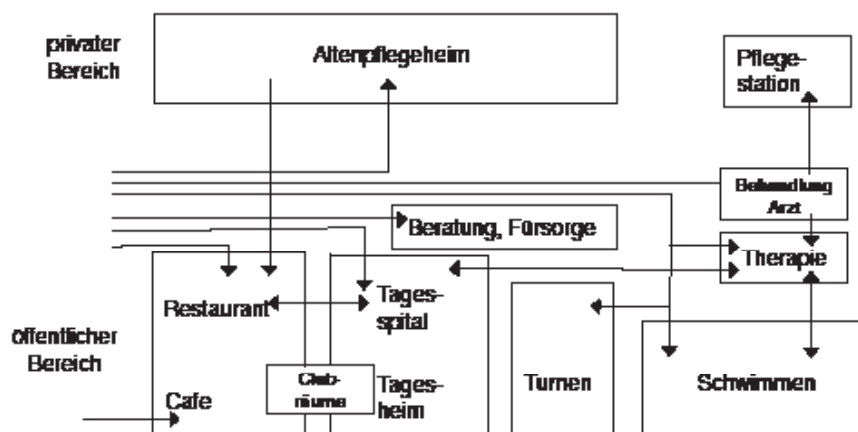 privater
Bereich
Altenpflegeheim
Pflege-
station
Behandlung
Arzt
Beratung, Fürsorge
Therapie
Restaurant
Tages-
spital
öffentlicher
Bereich
Club-
räume
Tages-
heim
Turnen
Schwimmen
Cafe